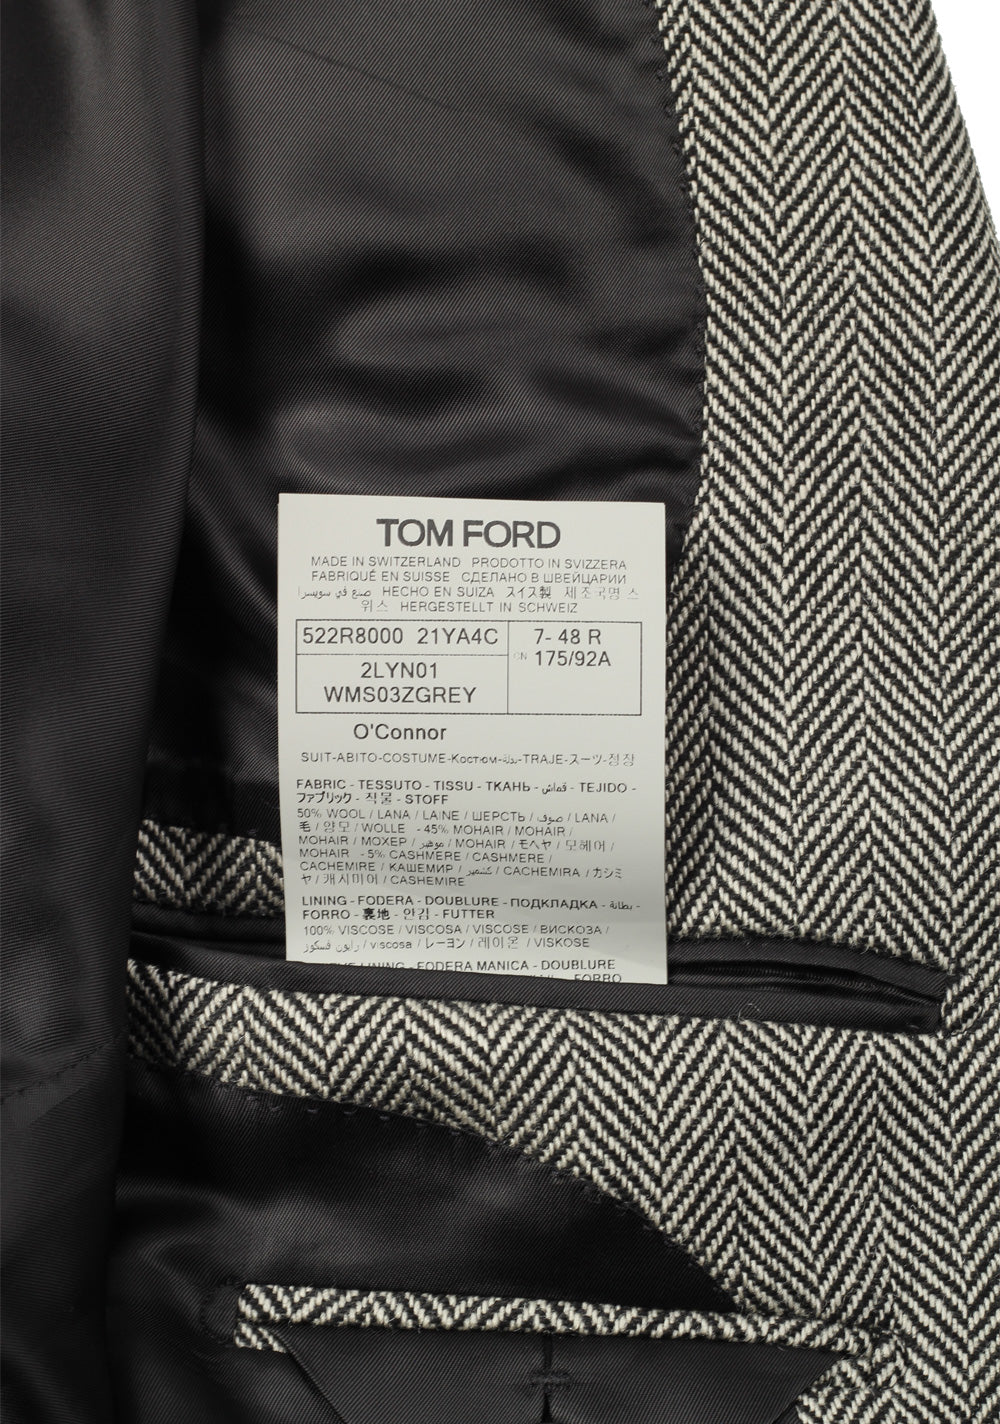 TOM FORD
MADE IN SWITZERLAND PRODOTTO IN SVIZZERA
FABRIQUÉ EN SUISSE СДЕЛАНО В ШВЕЙЦАРИИ
صنع في سويسرا HECHO EN SUIZA スイス製 제조국명 스
위스 HERGESTELLT IN SCHWEIZ
522R8000 21YA4C
7- 48 R
CN 175/92A
2LYN01
WMS03ZGREY
O'Connor
SUIT-ABITO-COSTUME-Костюм-بدلة-TRAJE-スーツ-정장
FABRIC - TESSUTO - TISSU - ТКАНЬ - قماش - TEJIDO -
ファブリック - 직물 - STOFF
50% WOOL / LANA / LAINE / ШЕРСТЬ / صوف / LANA /
毛 / 양모 / WOLLE - 45% MOHAIR / MOHAIR /
MOHAIR / МОХЕР / موهير / MOHAIR / モヘヤ / 모헤어 /
MOHAIR - 5% CASHMERE / CASHMERE /
CACHEMIRE / КАШЕМИР / كشمير / CACHEMIRA / カシミ
ヤ / 캐시미어 / CASHEMIRE
LINING - FODERA - DOUBLURE - ПОДКЛАДКА - بطانة -
FORRO - 裏地 - 안감 - FUTTER
100% VISCOSE / VISCOSA / VISCOSE / ВИСКОЗА /
رايون فسكوز / viscosa / レーヨン / 레이온 / VISKOSE
LINING - FODERA MANICA - DOUBLURE
FORRO